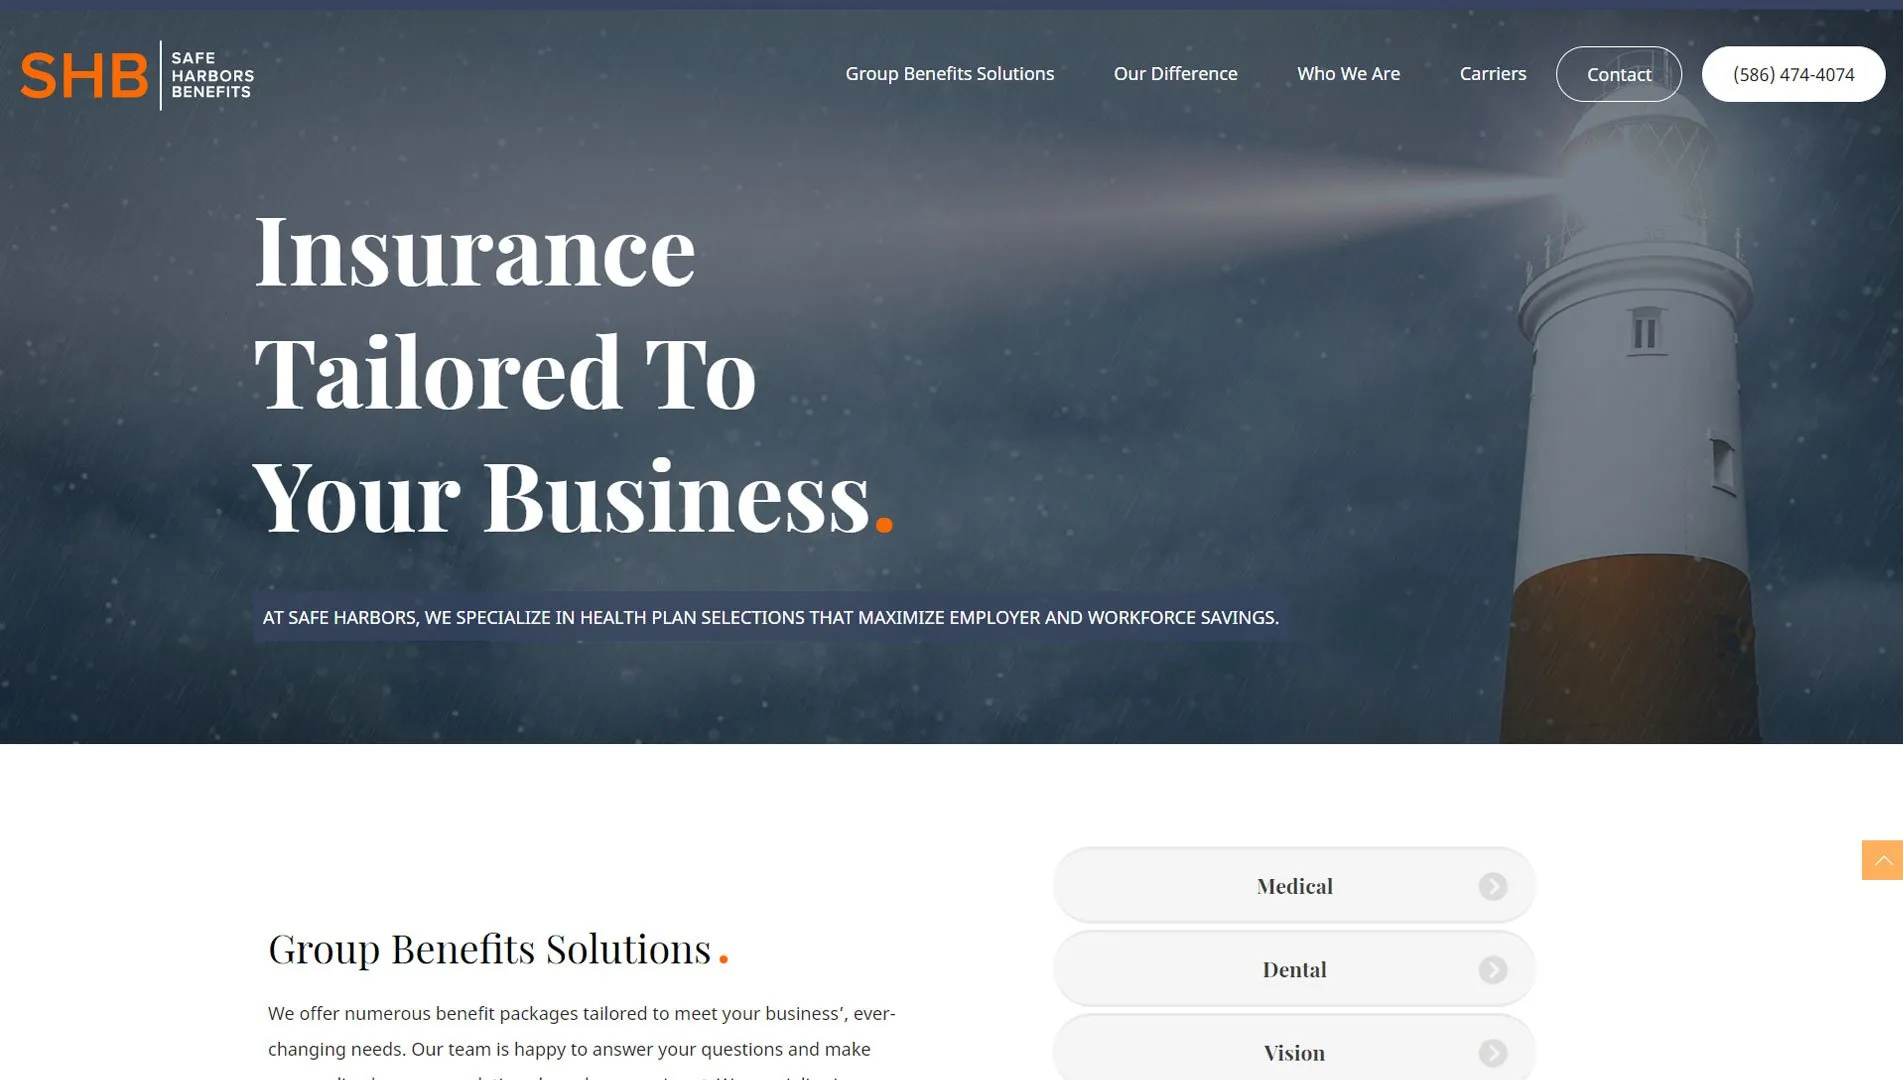 SHB
SAFE
HARBORS
BENEFITS
Group Benefits Solutions
Our Difference
Who We Are
Carriers
Contact
(586) 474-4074
Insurance
Tailored To
Your Business.
AT SAFE HARBORS, WE SPECIALIZE IN HEALTH PLAN SELECTIONS THAT MAXIMIZE EMPLOYER AND WORKFORCE SAVINGS.
Group Benefits Solutions.
We offer numerous benefit packages tailored to meet your business’, ever-
changing needs. Our team is happy to answer your questions and make
Medical
Dental
Vision